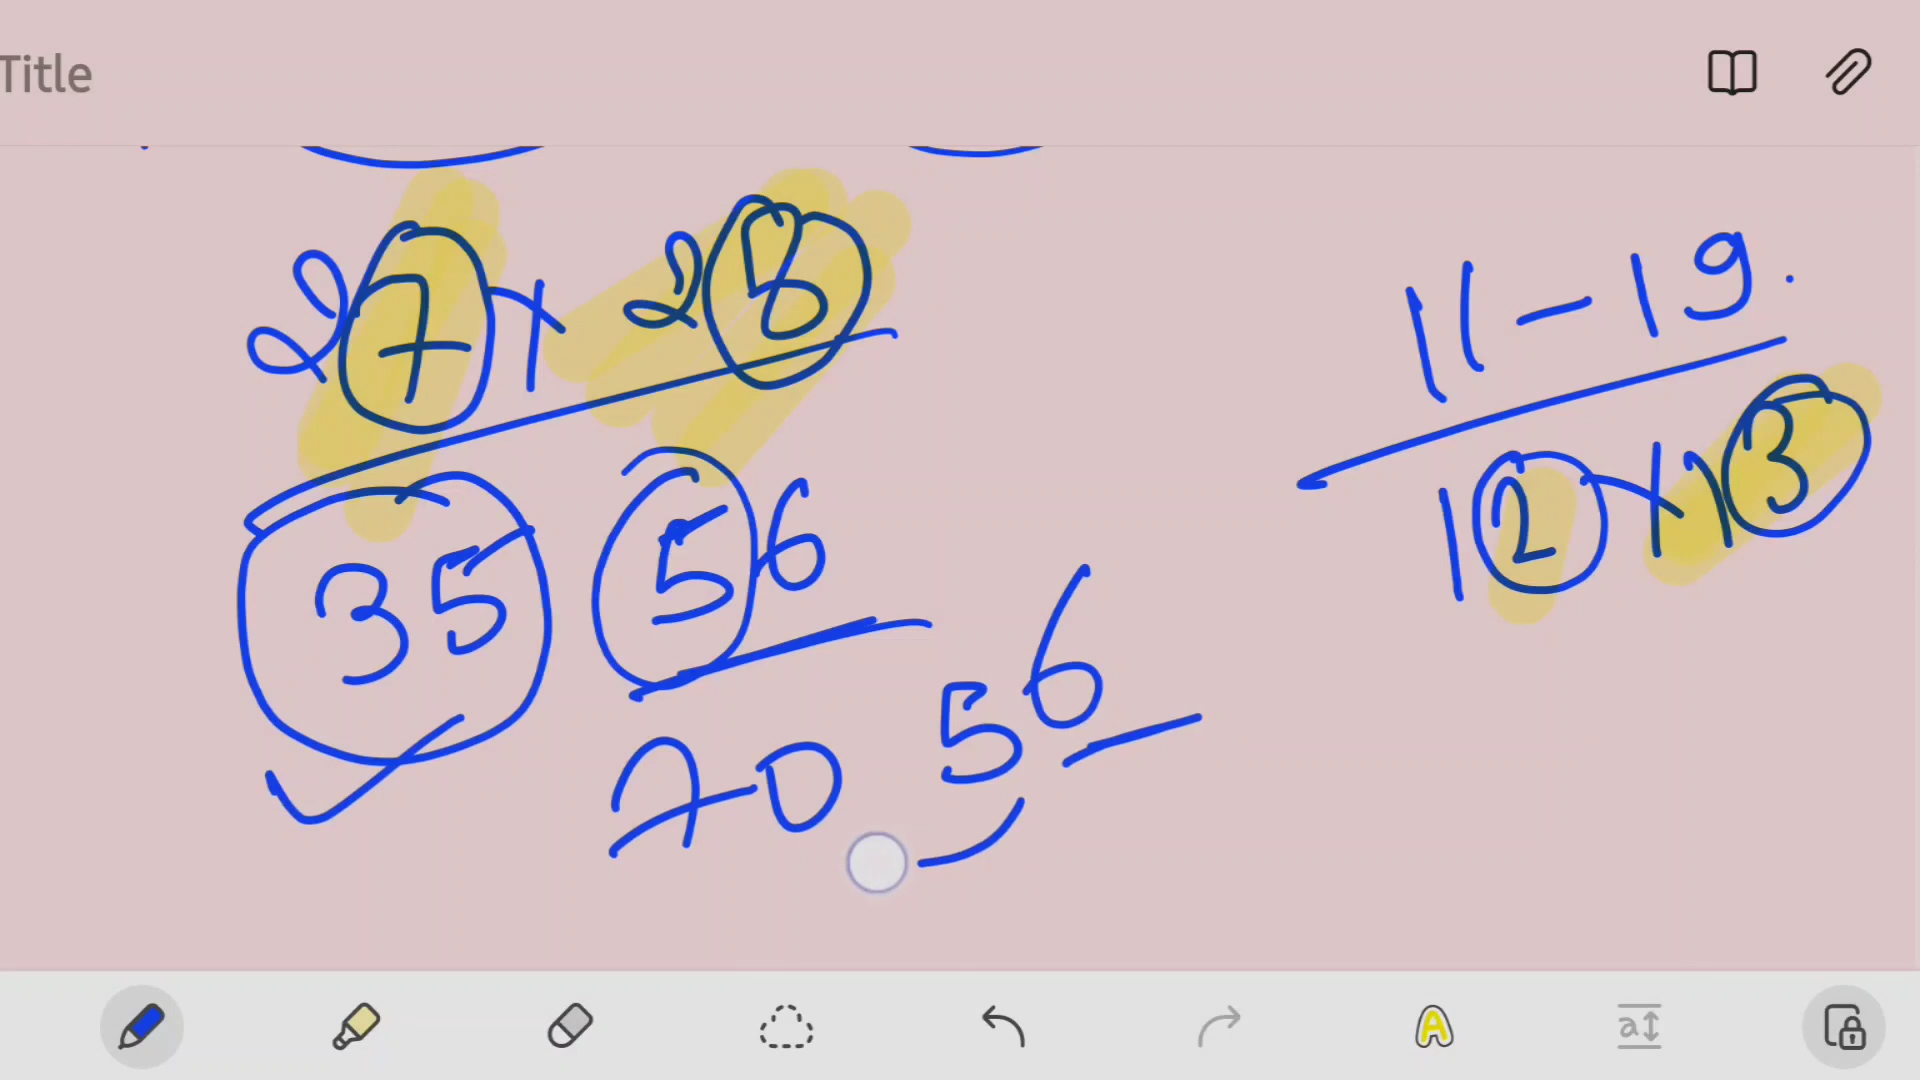 Title
27 × 28
11 - 19.
12 × 13
35 56
70 56